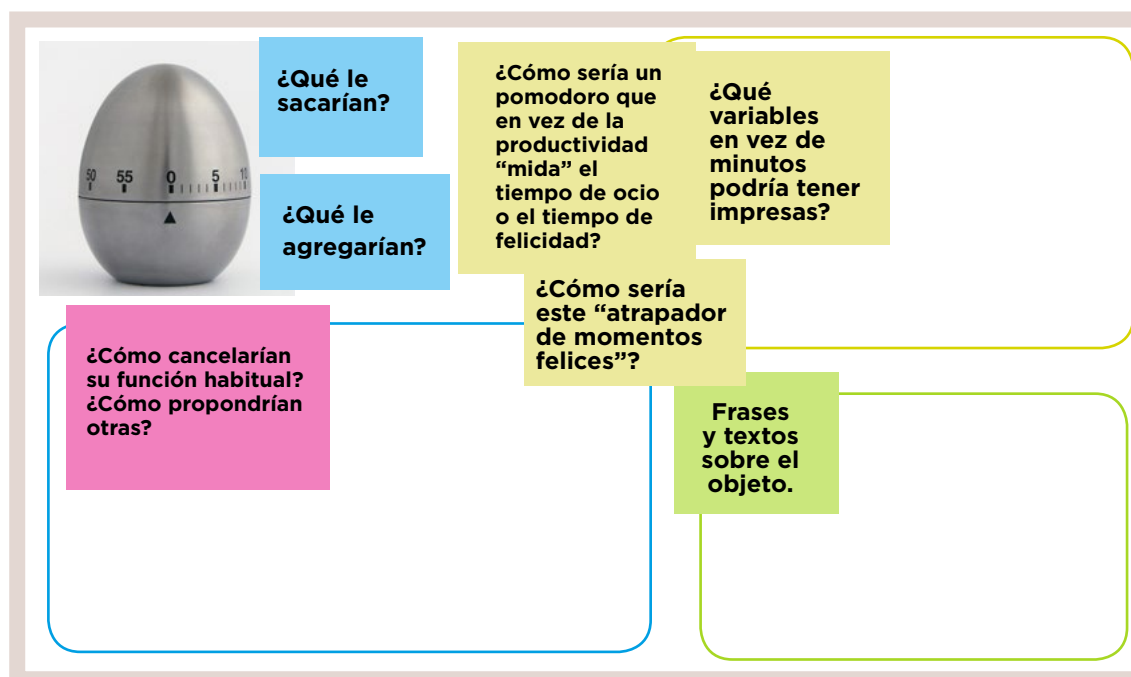 ¿Qué le
sacarían?
¿Qué le
agregarían?
¿Cómo sería un
pomodoro que
en vez de la
productividad
“mida” el
tiempo de ocio
o el tiempo de
felicidad?
¿Qué
variables
en vez de
minutos
podría tener
impresas?
¿Cómo sería
este “atrapador
de momentos
felices”?
50 55 0 5 10
¿Cómo cancelarían
su función habitual?
¿Cómo propondrían
otras?
Frases
y textos
sobre el
objeto.